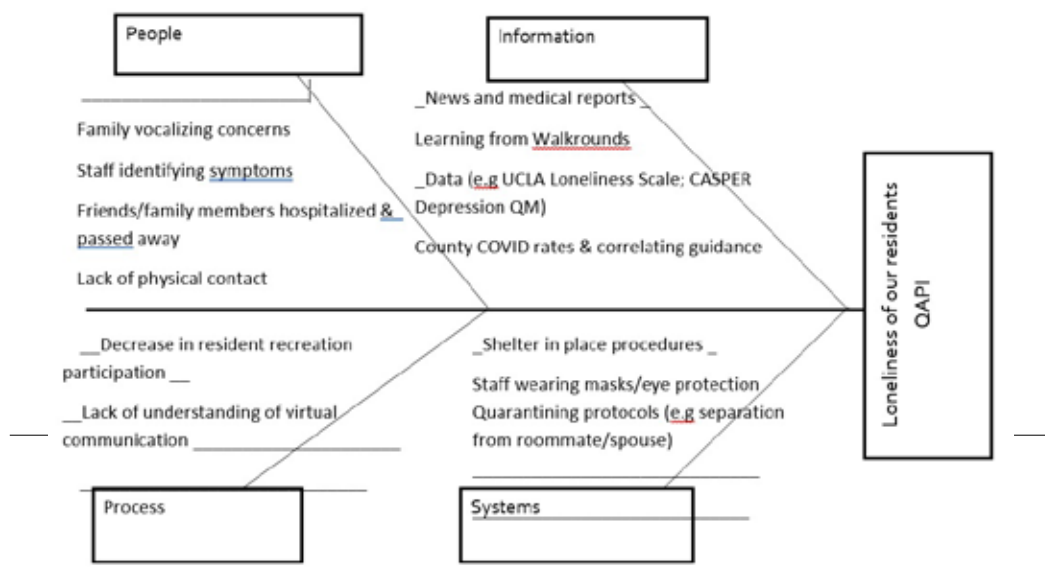 People
Family vocalizing concerns
Staff identifying symptoms
Friends/family members hospitalized &
passed away
Lack of physical contact
Information
_News and medical reports _
Learning from Walkrounds
_Data (e.g UCLA Loneliness Scale; CASPER
Depression QM)
County COVID rates & correlating guidance
Loneliness of our residents
QAPI
__Decrease in resident recreation
participation __
__Lack of understanding of virtual
communication ____________________
Process
_Shelter in place procedures _
Staff wearing masks/eye protection
Quarantining protocols (e.g separation
from roommate/spouse)
Systems